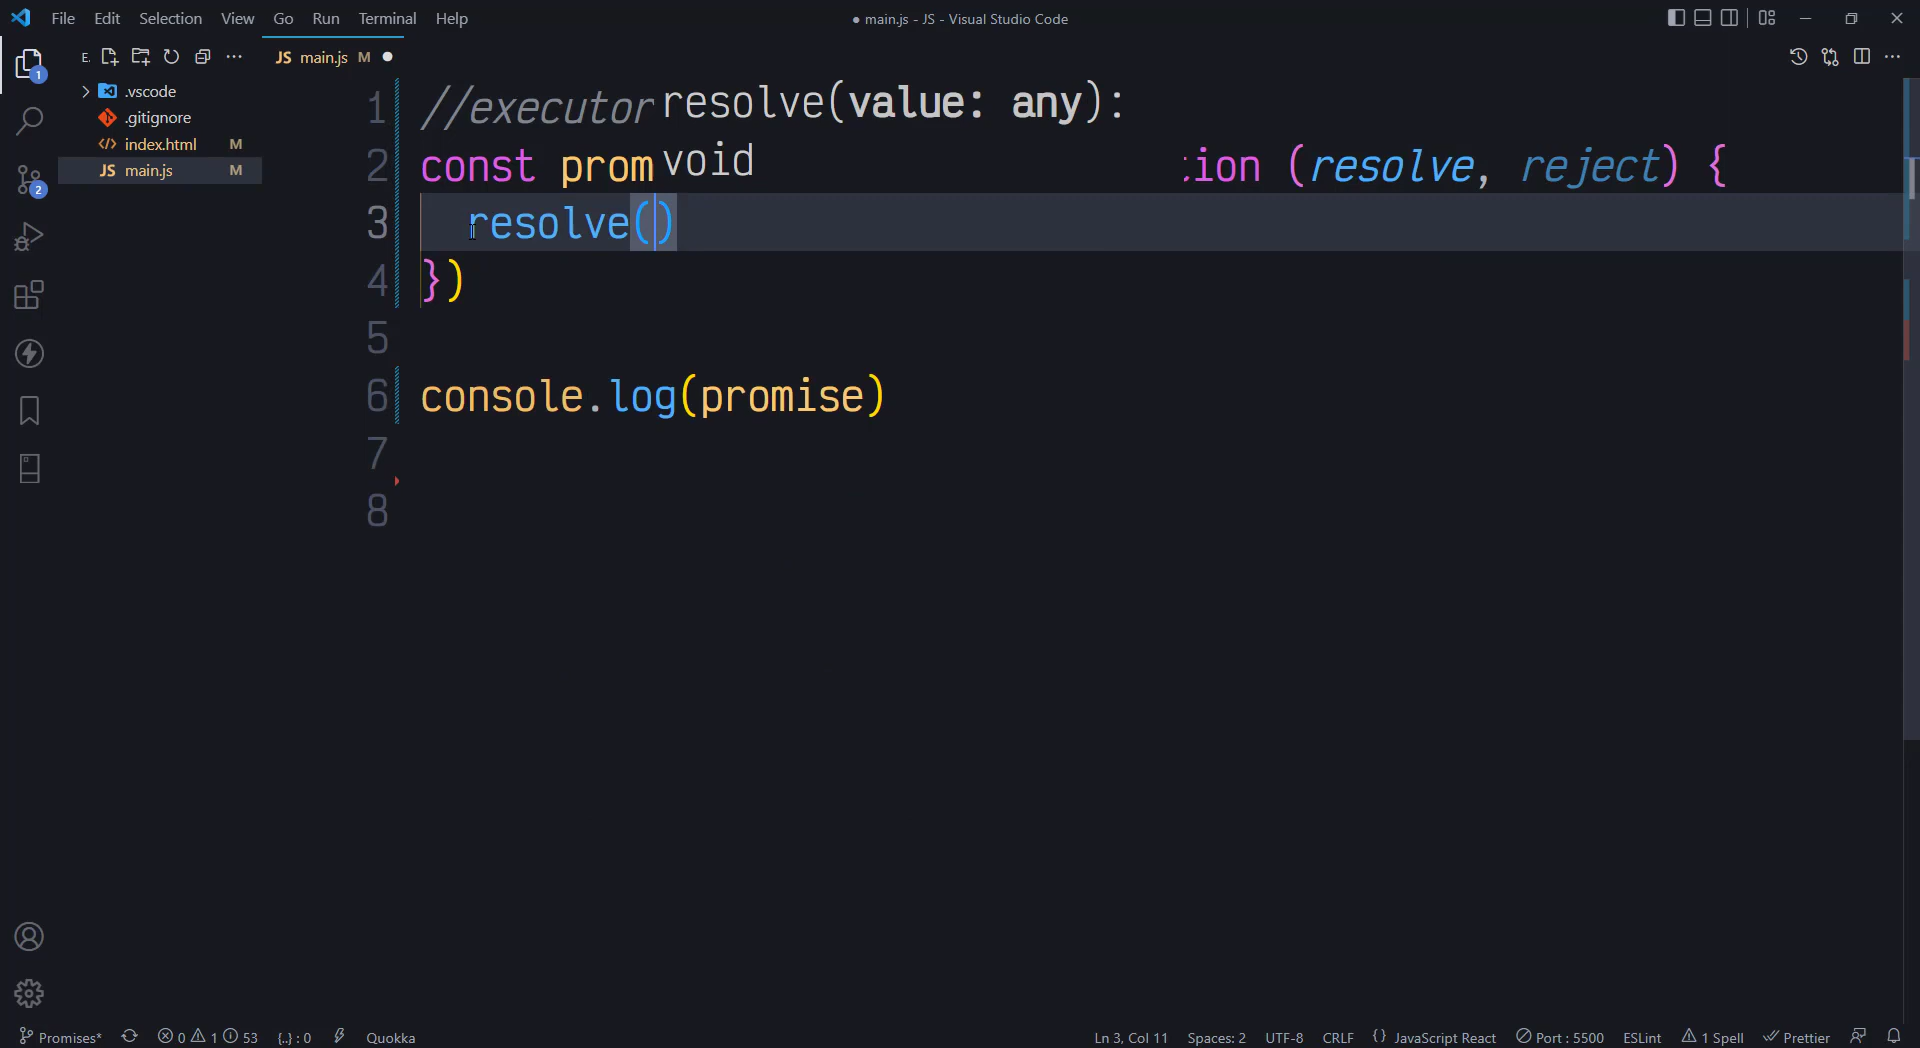 File Edit Selection View Go Run Terminal Help
● main.js - JS - Visual Studio Code
E.
JS main.js M ●
.vscode
.gitignore
index.html M
JS main.js M
1
2
1 //executor resolve(value: any):
2 const prom void tion (resolve, reject) {
3 resolve()
4 })
5
6 console.log(promise)
7
8
Promises* 0 1 53 {..} : 0 Quokka
Ln 3, Col 11 Spaces: 2 UTF-8 CRLF {} JavaScript React Port : 5500 ESLint 1 Spell Prettier